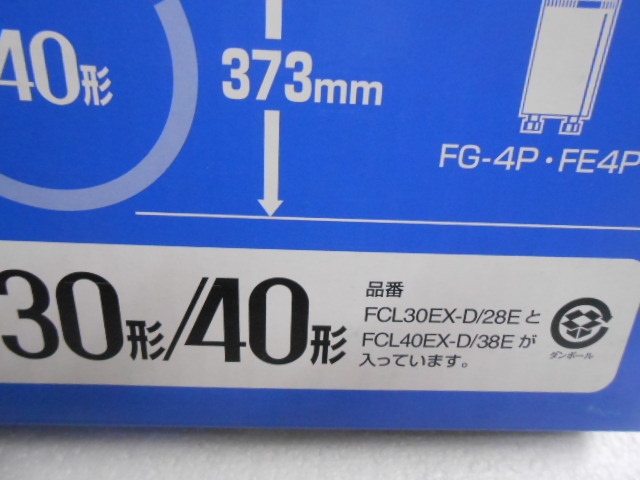 40形
373mm
FG-4P・FE4P
30形/40形
品番
FCL30EX-D/28Eと
FCL40EX-D/38Eが
入っています。
ダンボール